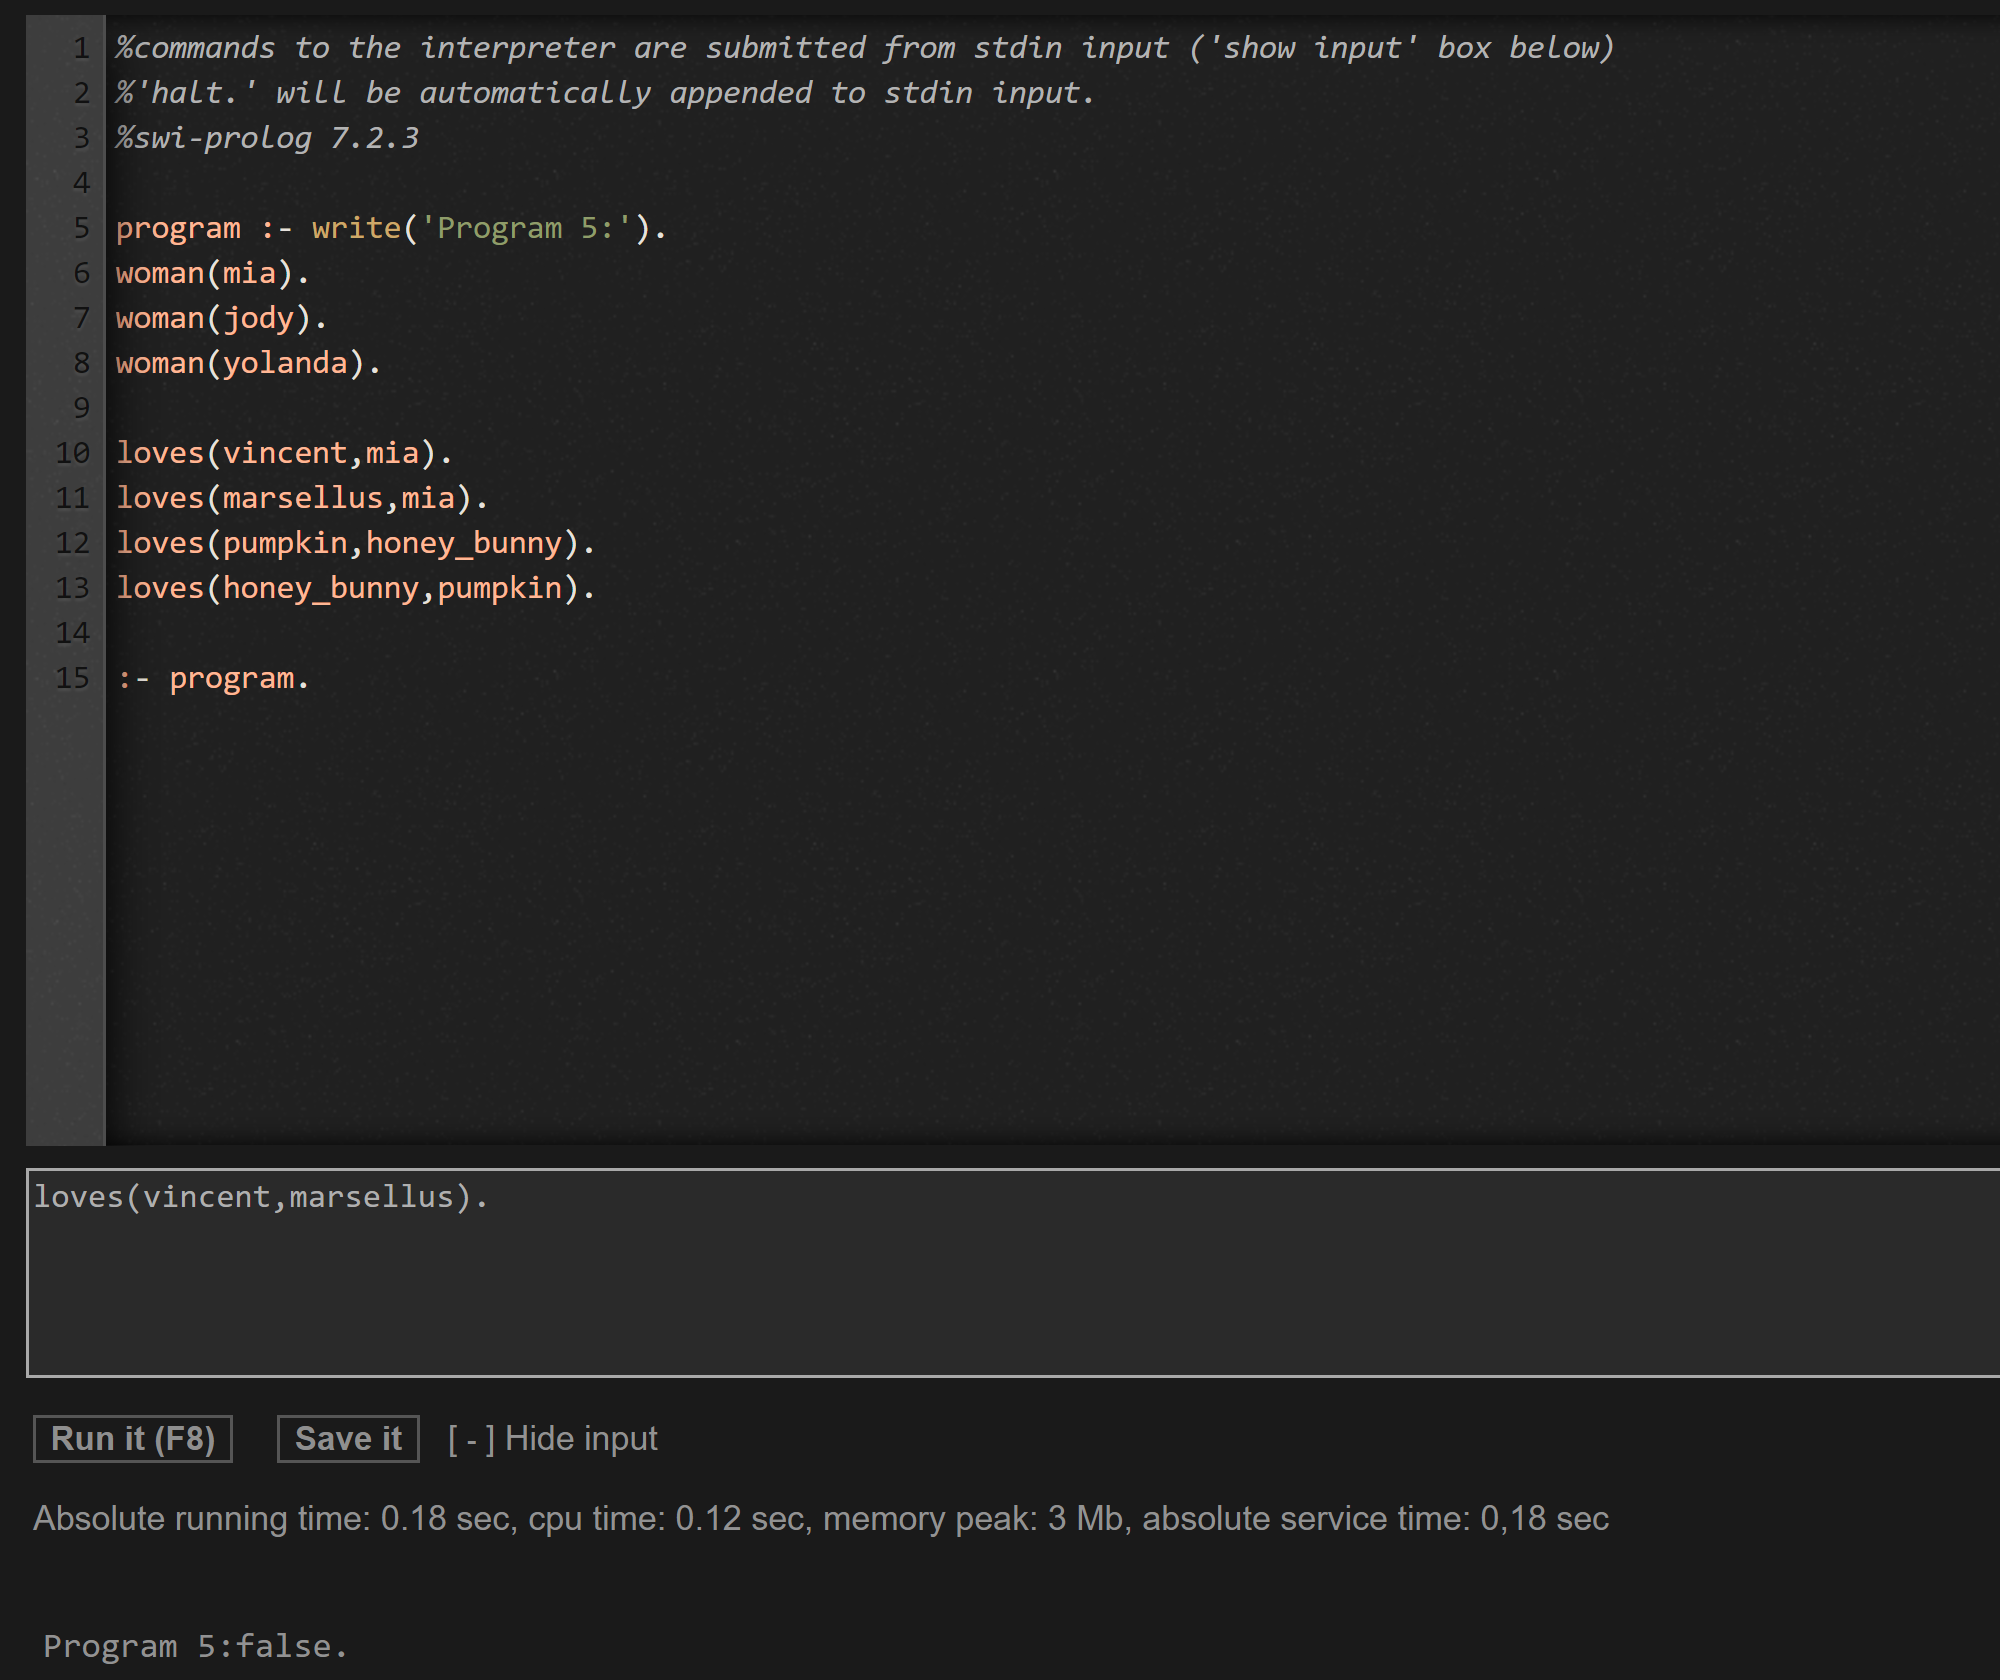 1 %commands to the interpreter are submitted from stdin input ('show input' box below)
2 %'halt.' will be automatically appended to stdin input.
3 %swi-prolog 7.2.3
4
5 program :- write('Program 5:').
6 woman(mia).
7 woman(jody).
8 woman(yolanda).
9
10 loves(vincent,mia).
11 loves(marsellus,mia).
12 loves(pumpkin,honey_bunny).
13 loves(honey_bunny,pumpkin).
14
15 :- program.
loves(vincent,marsellus).
Run it (F8) Save it [ - ] Hide input
Absolute running time: 0.18 sec, cpu time: 0.12 sec, memory peak: 3 Mb, absolute service time: 0,18 sec
Program 5:false.